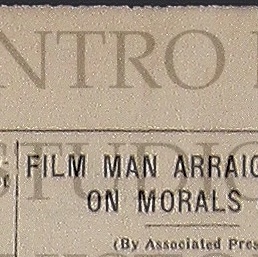 FILM MAN ARRAIG
ON MORALS
(By Associated Pres